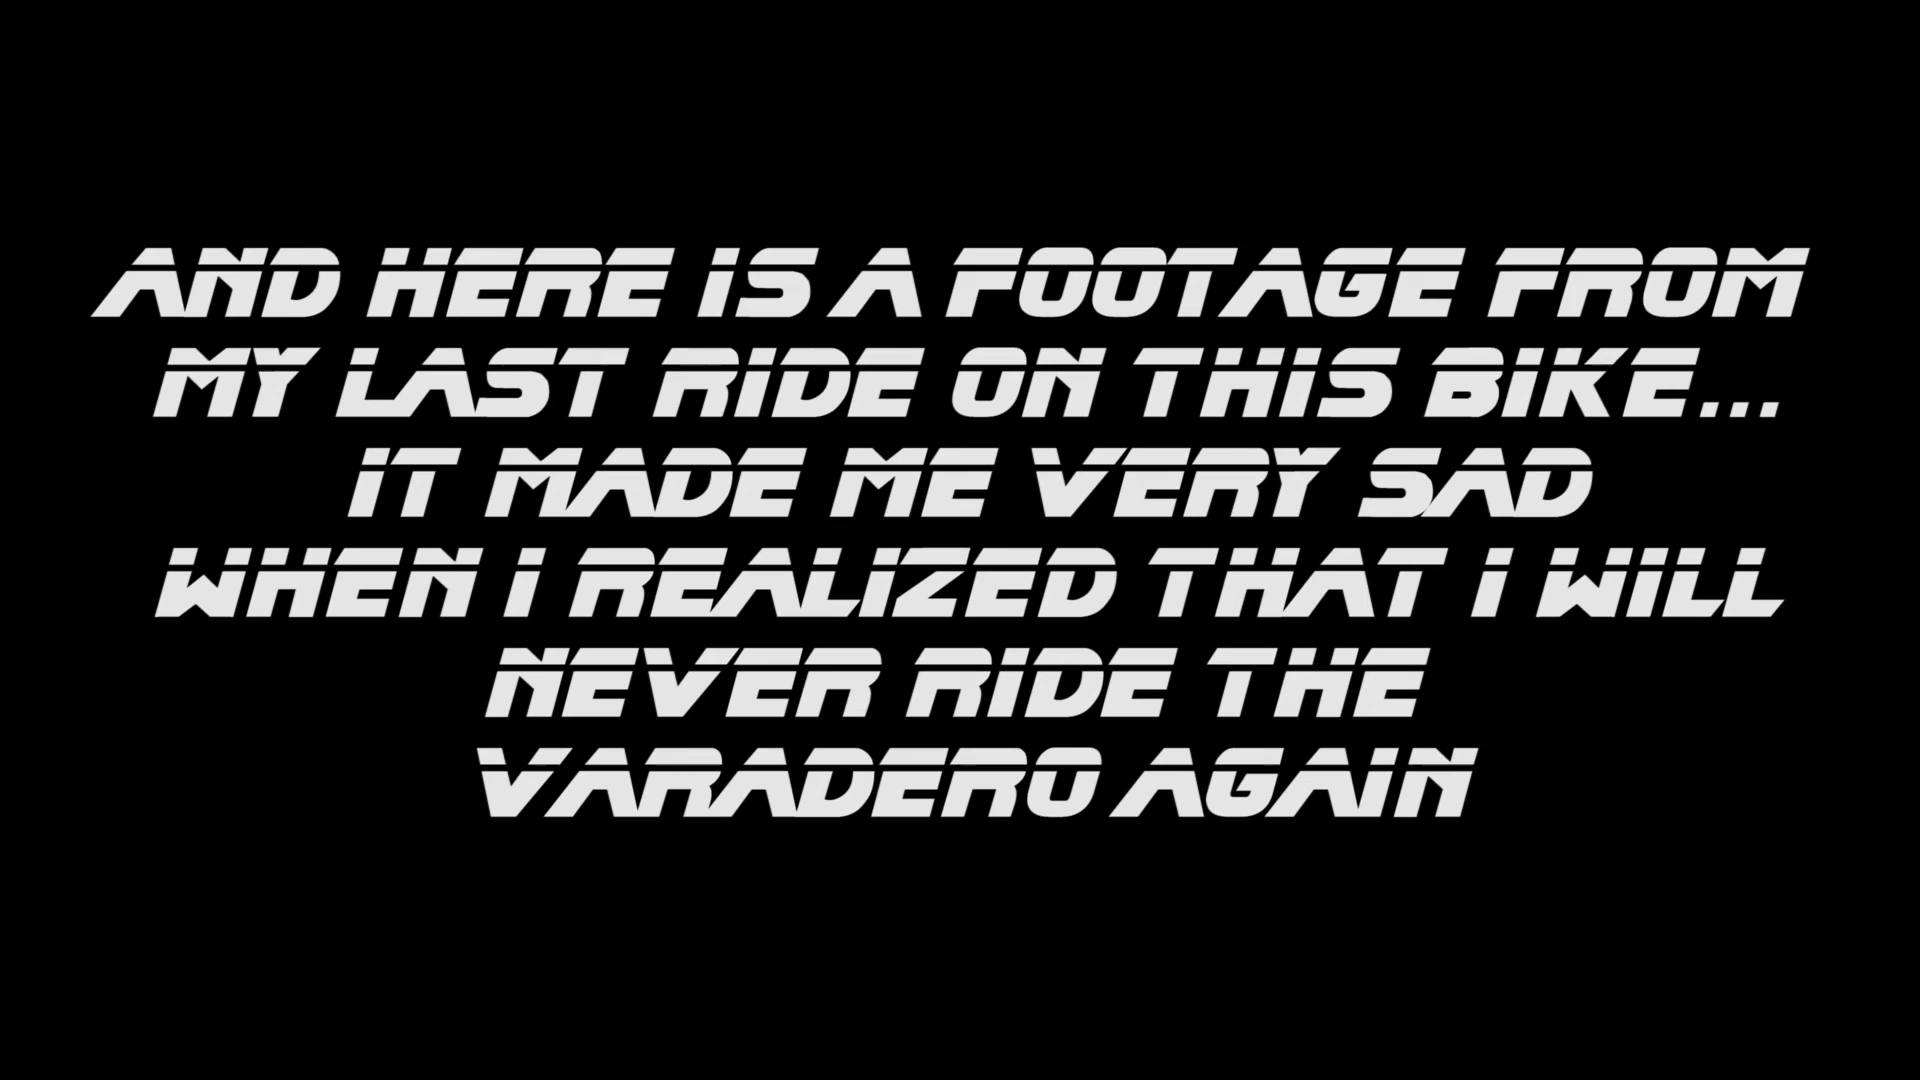 AND HERE IS A FOOTAGE FROM
MY LAST RIDE ON THIS BIKE...
IT MADE ME VERY SAD
WHEN I REALIZED THAT I WILL
NEVER RIDE THE
VARADERO AGAIN